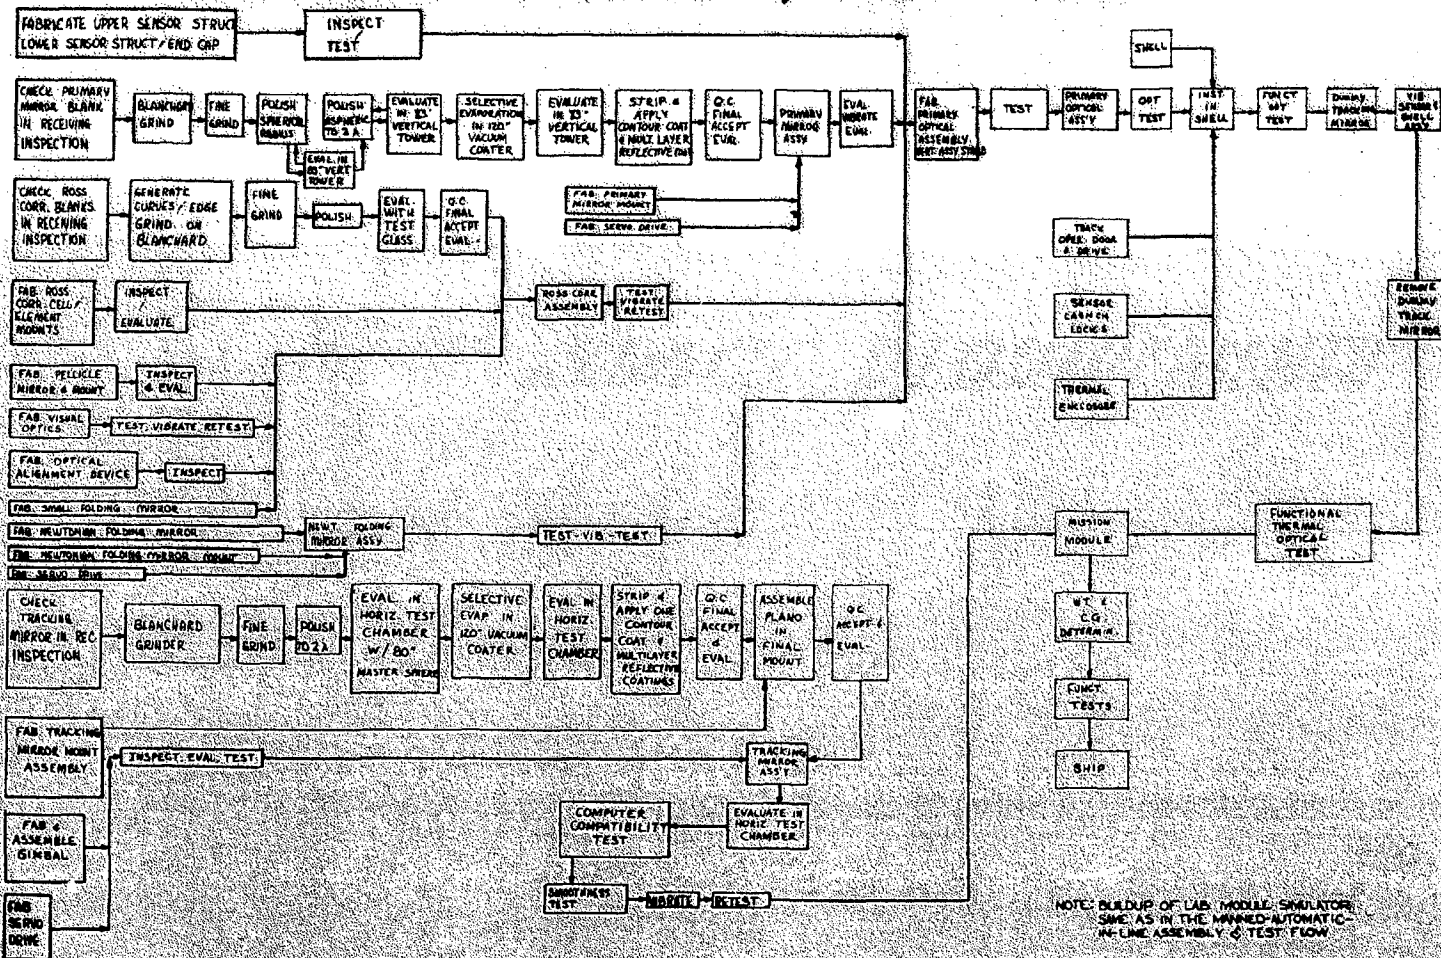 FABRICATE UPPER SENSOR STRUCT
LOWER SENSOR STRUCT/END CAP
INSPECT
TEST
SHELL
CHECK PRIMARY
MIRROR BLANK
IN RECEIVING
INSPECTION
BLANCHARD
GRIND
FINE
GRIND
POLISH
SPHERICAL
RADIUS
POLISH
ASPHERIC
TO 2 λ
EVAL. IN
VERT
TOWER
EVALUATE
IN 83"
VERTICAL
TOWER
SELECTIVE
EVAPORATION
IN 120"
VACUUM
COATER
EVALUATE
IN 83"
VERTICAL
TOWER
STRIP &
APPLY
CONTOUR COAT
& MULTI LAYER
REFLECTIVE
Q.C.
FINAL
ACCEPT
EVAL.
PRIMARY
MIRROR
ASSY
EVAL.
VIBRATE
EVAL.
FAB.
PRIMARY
OPTICAL
ASSEMBLY
TEST
PRIMARY
OPTICAL
ASS'Y
OPT
TEST
INST.
IN
SHELL
FUNCT.
OPT
TEST
DUMMY
TRACKING
MIRROR
VIB. SENSOR
SHELL
ASSY.
FAB PRIMARY
MIRROR MOUNT
FAB. SERVO DRIVE
CHECK ROSS
CORR. BLANKS
IN RECEIVING
INSPECTION
GENERATE
CURVES/EDGE
GRIND ON
BLANCHARD
FINE
GRIND
POLISH
EVAL.
WITH
TEST
GLASS
Q.C.
FINAL
ACCEPT
EVAL.
TRACK
OPER. DOOR
& DRIVE
FAB ROSS
CORR. CELL/
ELEMENT
MOUNTS
INSPECT
EVALUATE
ROSS CORR.
ASSEMBLY
TEST
VIBRATE
RETEST
SENSOR
LAUNCH
LOCKS
REMOVE
DUMMY
TRACK
MIRROR
FAB. PELLICLE
MIRROR & MOUNT
INSPECT
& EVAL.
THERMAL
ENCLOSURE
FAB. VISUAL
OPTICS
TEST VIBRATE RETEST
FAB. OPTICAL
ALIGNMENT DEVICE
INSPECT
FAB. SMALL FOLDING MIRROR
FAB NEWTONIAN FOLDING MIRROR
FAB NEWTONIAN FOLDING MIRROR MOUNT
FAB SERVO DRIVE
NEWT. FOLDING
MIRROR ASSY.
TEST-VIB-TEST
MISSION
MODULE
FUNCTIONAL
THERMAL
OPTICAL
TEST
CHECK
TRACKING
MIRROR IN REC
INSPECTION
BLANCHARD
GRINDER
FINE
GRIND
POLISH
TO 2 λ
EVAL. IN
HORIZ. TEST
CHAMBER
W/ 80"
MASTER SPHERE
SELECTIVE
EVAP IN
120" VACUUM
COATER
EVAL IN
HORIZ.
TEST
CHAMBER
STRIP &
APPLY ONE
CONTOUR
COAT &
MULTILAYER
REFLECTIVE
COATINGS
Q.C.
FINAL
ACCEPT
&
EVAL.
ASSEMBLE
PLANO
IN
FINAL
MOUNT
QC
ACCEPT &
EVAL.
WT. &
C.G.
DETERMIN.
FUNCT.
TESTS
SHIP
FAB TRACKING
MIRROR MOUNT
ASSEMBLY
INSPECT EVAL TEST
TRACKING
MIRROR
ASS'Y
FAB &
ASSEMBLE
GIMBAL
COMPUTER
COMPATIBILITY
TEST
EVALUATE IN
HORIZ. TEST
CHAMBER
FAB
SERVO
DRIVE
SMOOTHNESS
TEST
VIBRATE
RETEST
NOTE: BUILDUP OF LAB MODULE SIMULATOR
SAME AS IN THE MANNED-AUTOMATIC-
IN-LINE ASSEMBLY & TEST FLOW